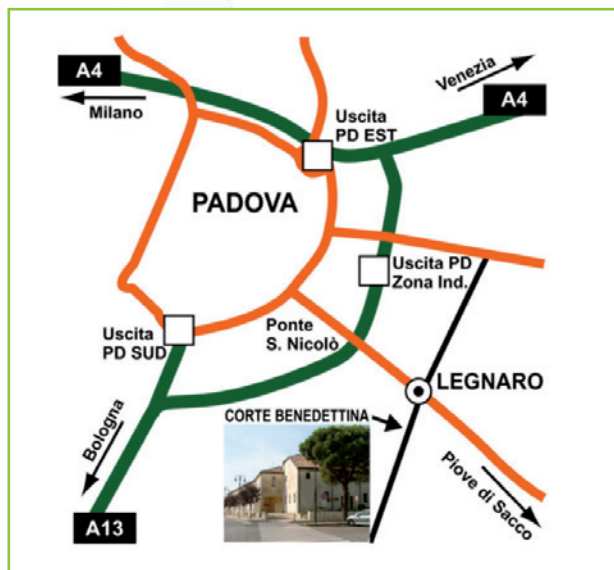 A4
Milano
Venezia
A4
Uscita
PD EST
PADOVA
Uscita PD
Zona Ind.
Uscita
PD SUD
Ponte
S. Nicolò
LEGNARO
CORTE BENEDETTINA
Bologna
Piove di Sacco
A13